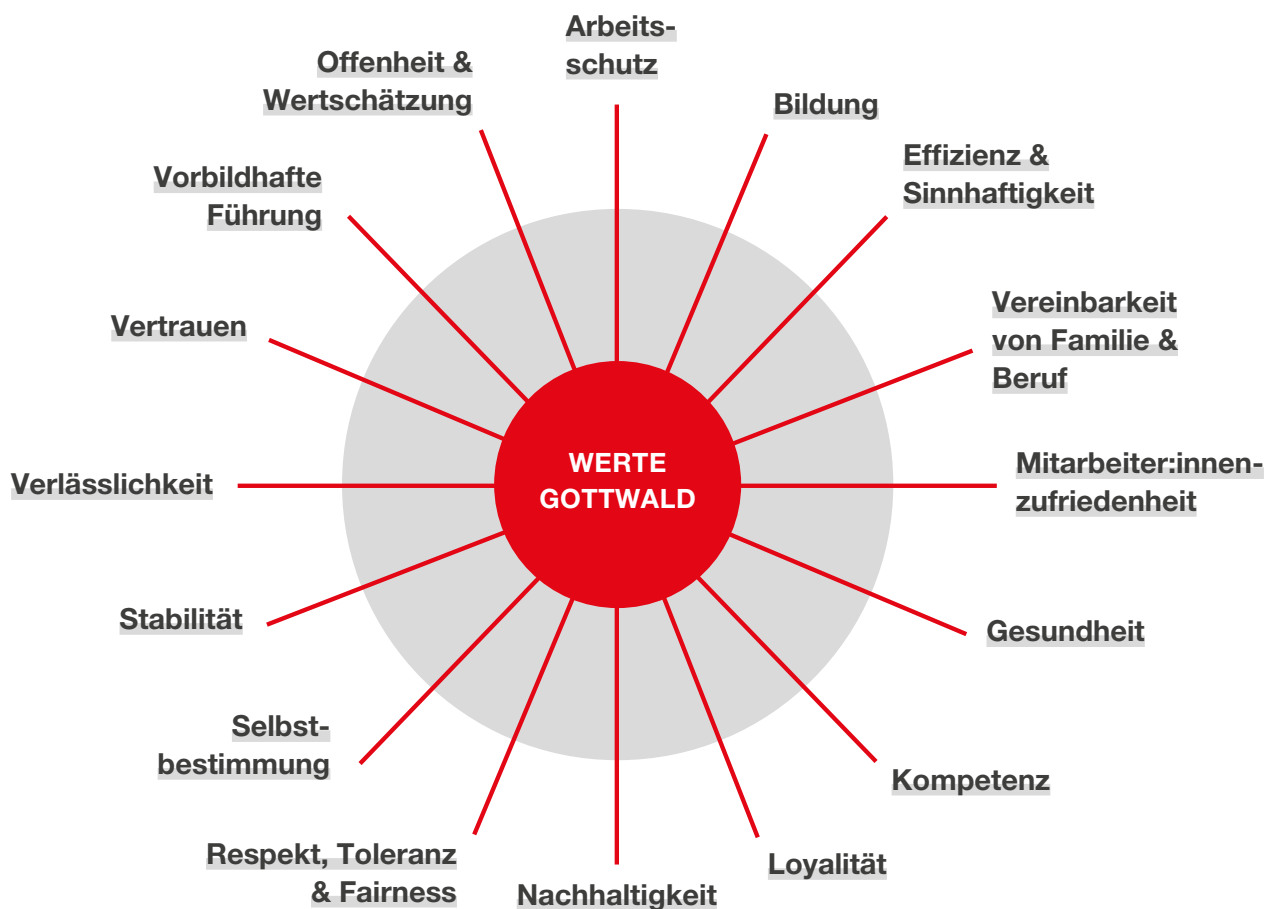 Arbeits-
schutz
Bildung
Effizienz &
Sinnhaftigkeit
Vereinbarkeit
von Familie &
Beruf
Mitarbeiter:innen-
zufriedenheit
Gesundheit
Kompetenz
Loyalität
Nachhaltigkeit
Respekt, Toleranz
& Fairness
Selbst-
bestimmung
Stabilität
Verlässlichkeit
Vertrauen
Vorbildhafte
Führung
Offenheit &
Wertschätzung
WERTE
GOTTWALD